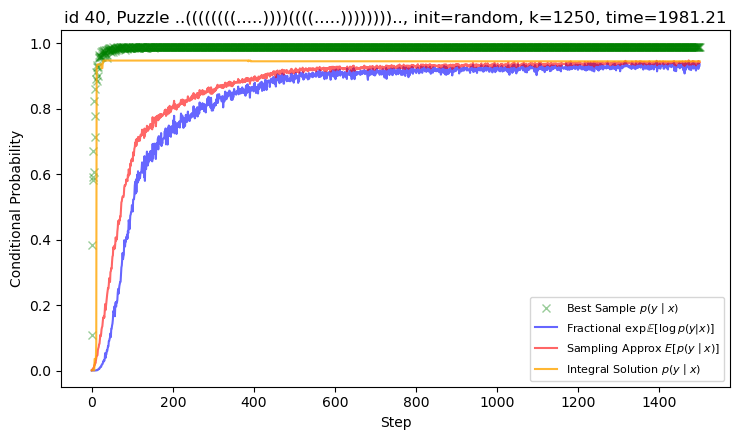 id 40, Puzzle ..((((((((.....))))((((.....)))))))).., init=random, k=1250, time=1981.21
Conditional Probability
1.0
0.8
0.6
0.4
0.2
0.0
Best Sample p(y | x)
Fractional exp𝔼[log p(y|x)]
Sampling Approx E[p(y | x)]
Integral Solution p(y | x)
0 200 400 600 800 1000 1200 1400
Step